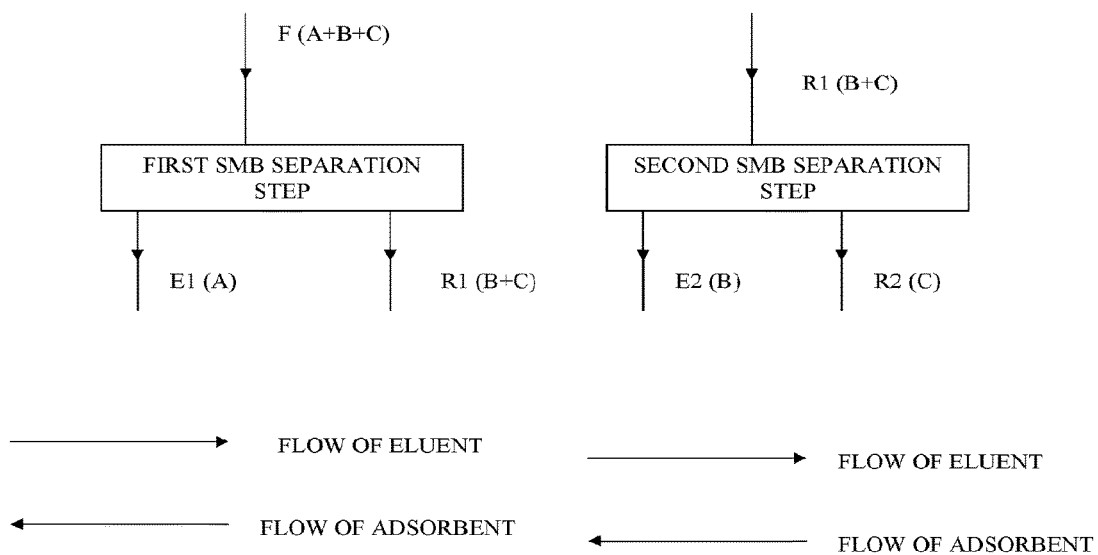 F (A+B+C)
FIRST SMB SEPARATION
STEP
E1 (A)
R1 (B+C)
R1 (B+C)
SECOND SMB SEPARATION
STEP
E2 (B)
R2 (C)
FLOW OF ELUENT
FLOW OF ADSORBENT
FLOW OF ELUENT
FLOW OF ADSORBENT